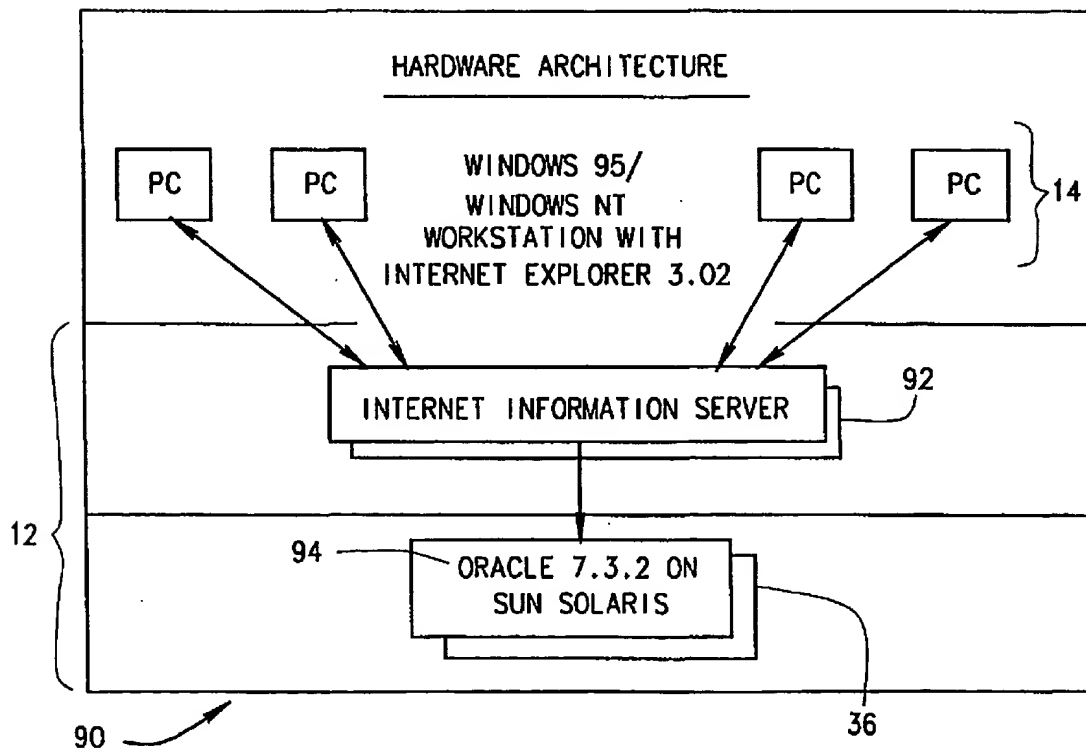 HARDWARE ARCHITECTURE
PC
PC
WINDOWS 95/
WINDOWS NT
WORKSTATION WITH
INTERNET EXPLORER 3.02
PC
PC
14
INTERNET INFORMATION SERVER
92
12
94
ORACLE 7.3.2 ON
SUN SOLARIS
90
36